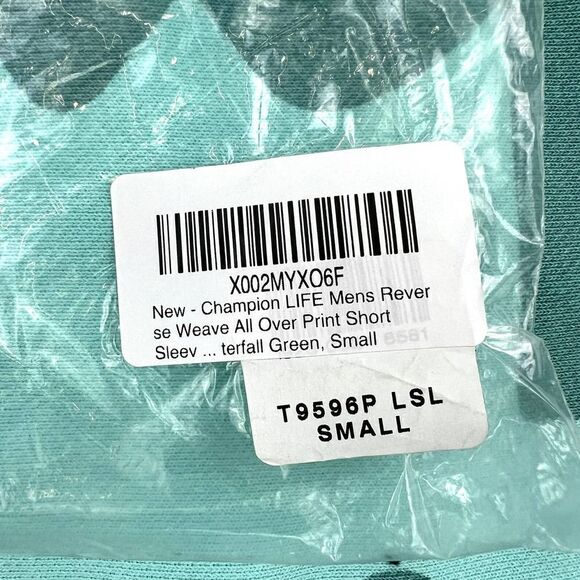 X002MYXO6F
New - Champion LIFE Mens Rever
se Weave All Over Print Short
Sleev ... terfall Green, Small
8581
T9596P LSL
SMALL